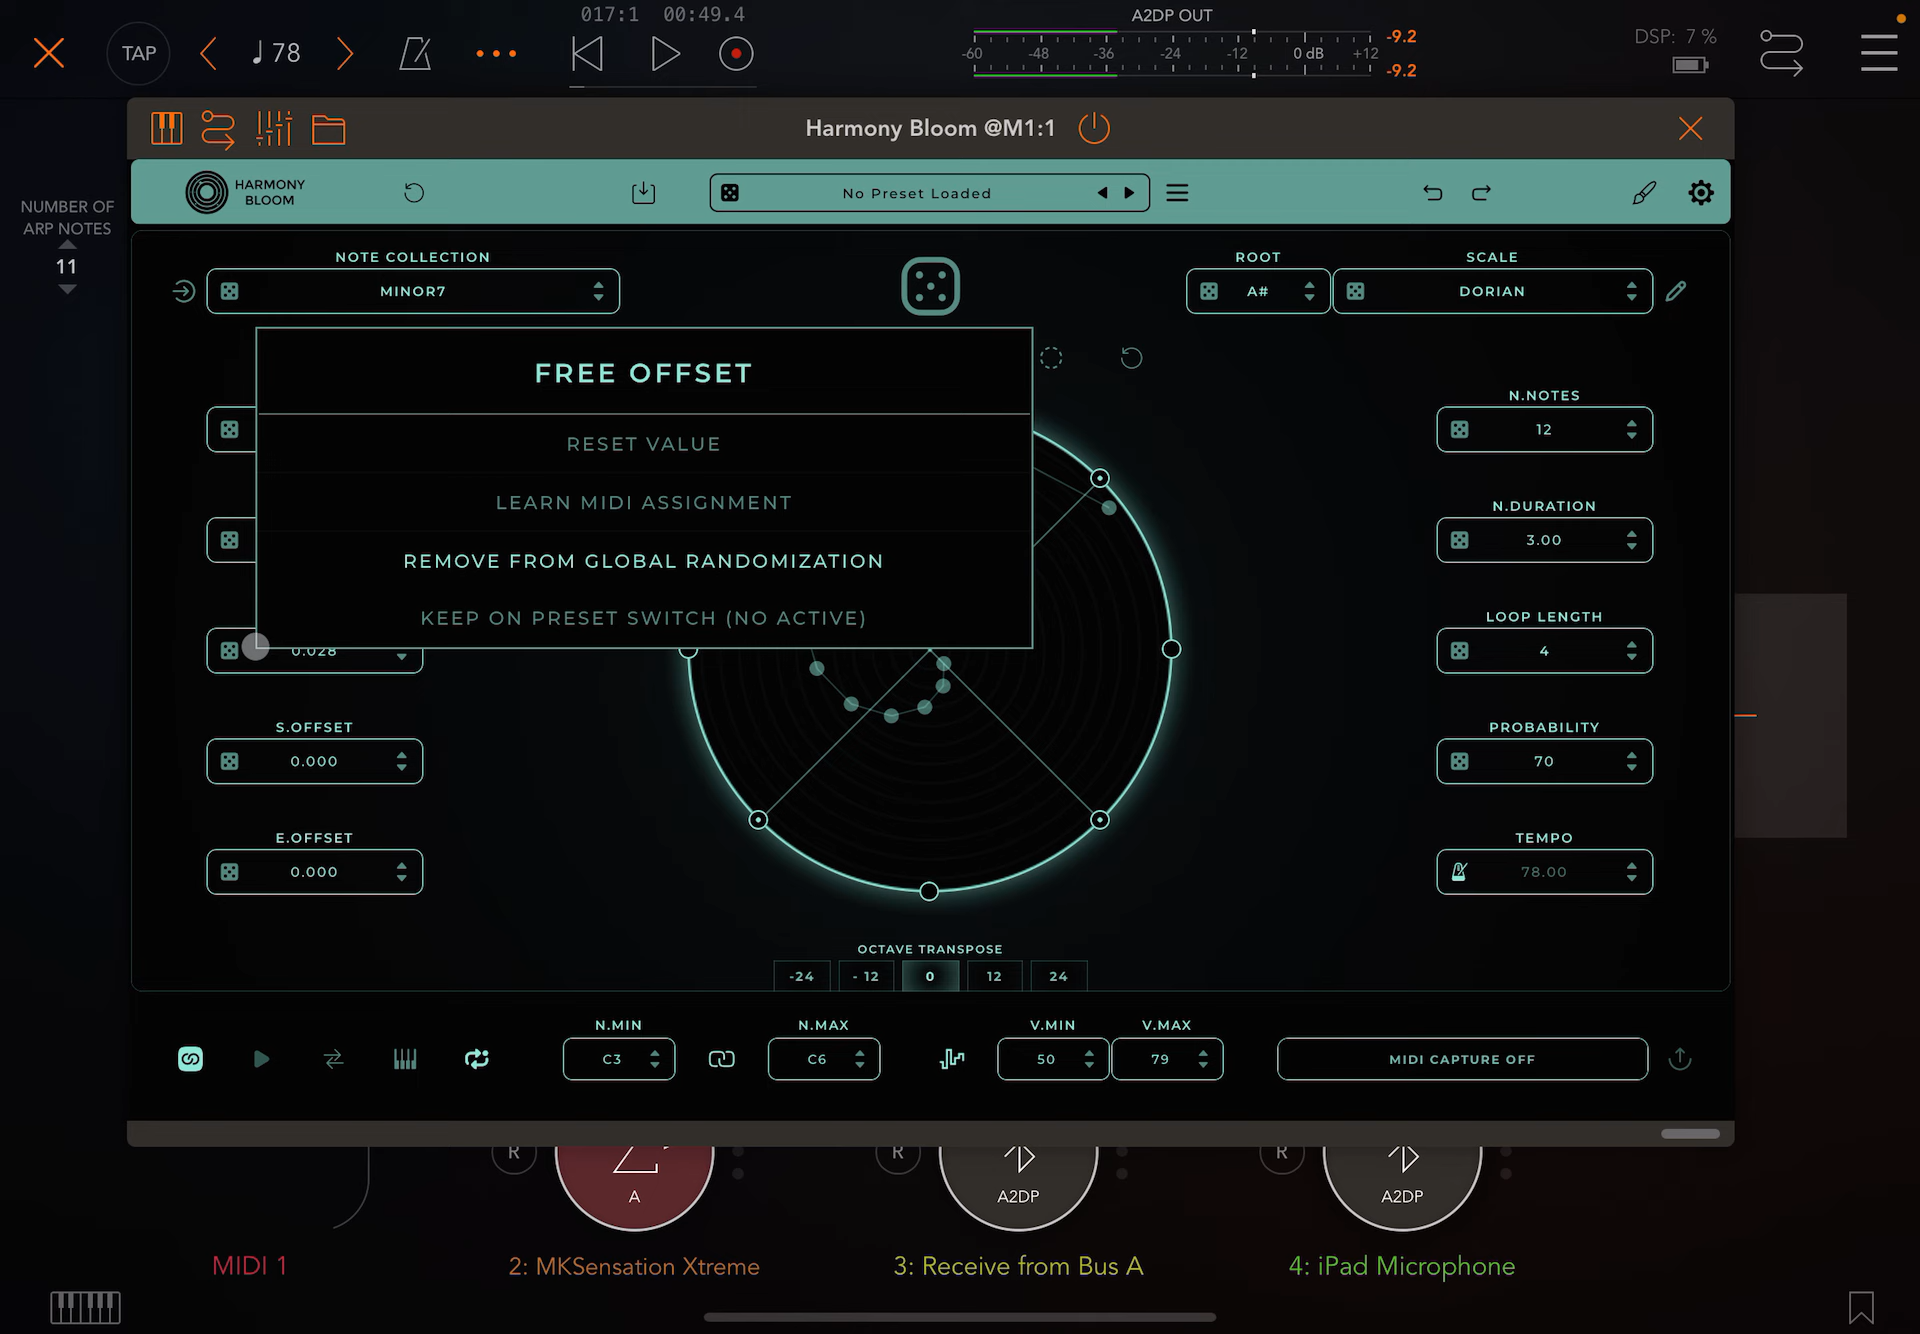 017:1 00:49.4
A2DP OUT
TAP
♩78
-60 -48 -36 -24 -12 0 dB +12
-9.2
-9.2
DSP: 7 %
Harmony Bloom @M1:1
HARMONY
BLOOM
No Preset Loaded
NUMBER OF
ARP NOTES
11
NOTE COLLECTION
MINOR7
ROOT
A#
SCALE
DORIAN
FREE OFFSET
RESET VALUE
LEARN MIDI ASSIGNMENT
REMOVE FROM GLOBAL RANDOMIZATION
KEEP ON PRESET SWITCH (NO ACTIVE)
0.028
S.OFFSET
0.000
E.OFFSET
0.000
N.NOTES
12
N.DURATION
3.00
LOOP LENGTH
4
PROBABILITY
70
TEMPO
78.00
OCTAVE TRANSPOSE
-24 - 12 0 12 24
N.MIN
C3
N.MAX
C6
V.MIN
50
V.MAX
79
MIDI CAPTURE OFF
R
A
R
A2DP
R
A2DP
MIDI 1
2: MKSensation Xtreme
3: Receive from Bus A
4: iPad Microphone